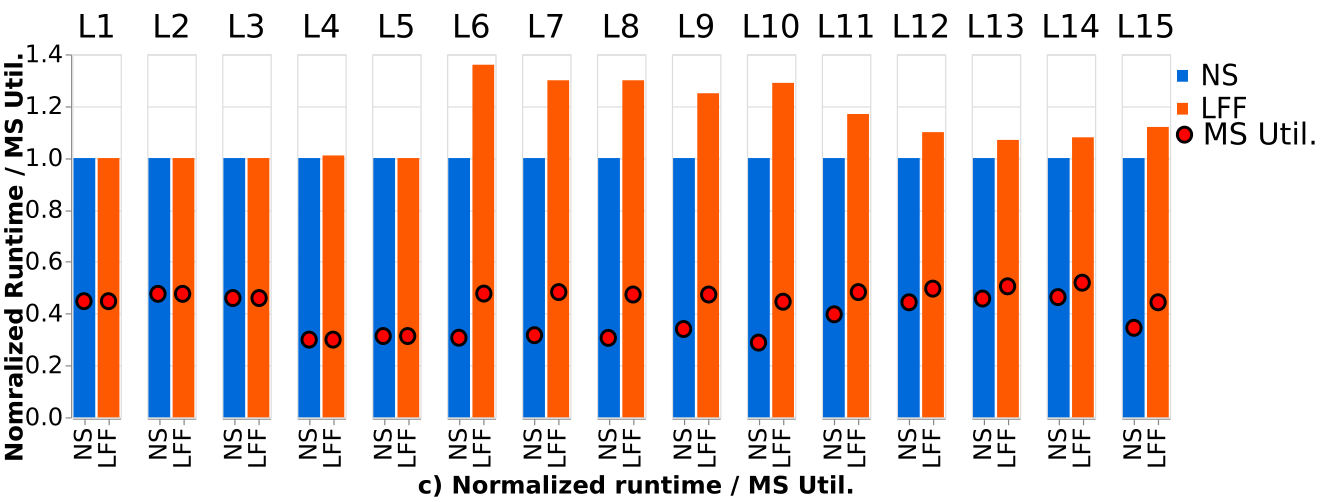 L1 L2 L3 L4 L5 L6 L7 L8 L9 L10 L11 L12 L13 L14 L15
Nomralized Runtime / MS Util.
1.4
1.2
1.0
0.8
0.6
0.4
0.2
0.0
NS
LFF
MS Util.
NS LFF NS LFF NS LFF NS LFF NS LFF NS LFF NS LFF NS LFF NS LFF NS LFF NS LFF NS LFF NS LFF NS LFF NS LFF
c) Normalized runtime / MS Util.